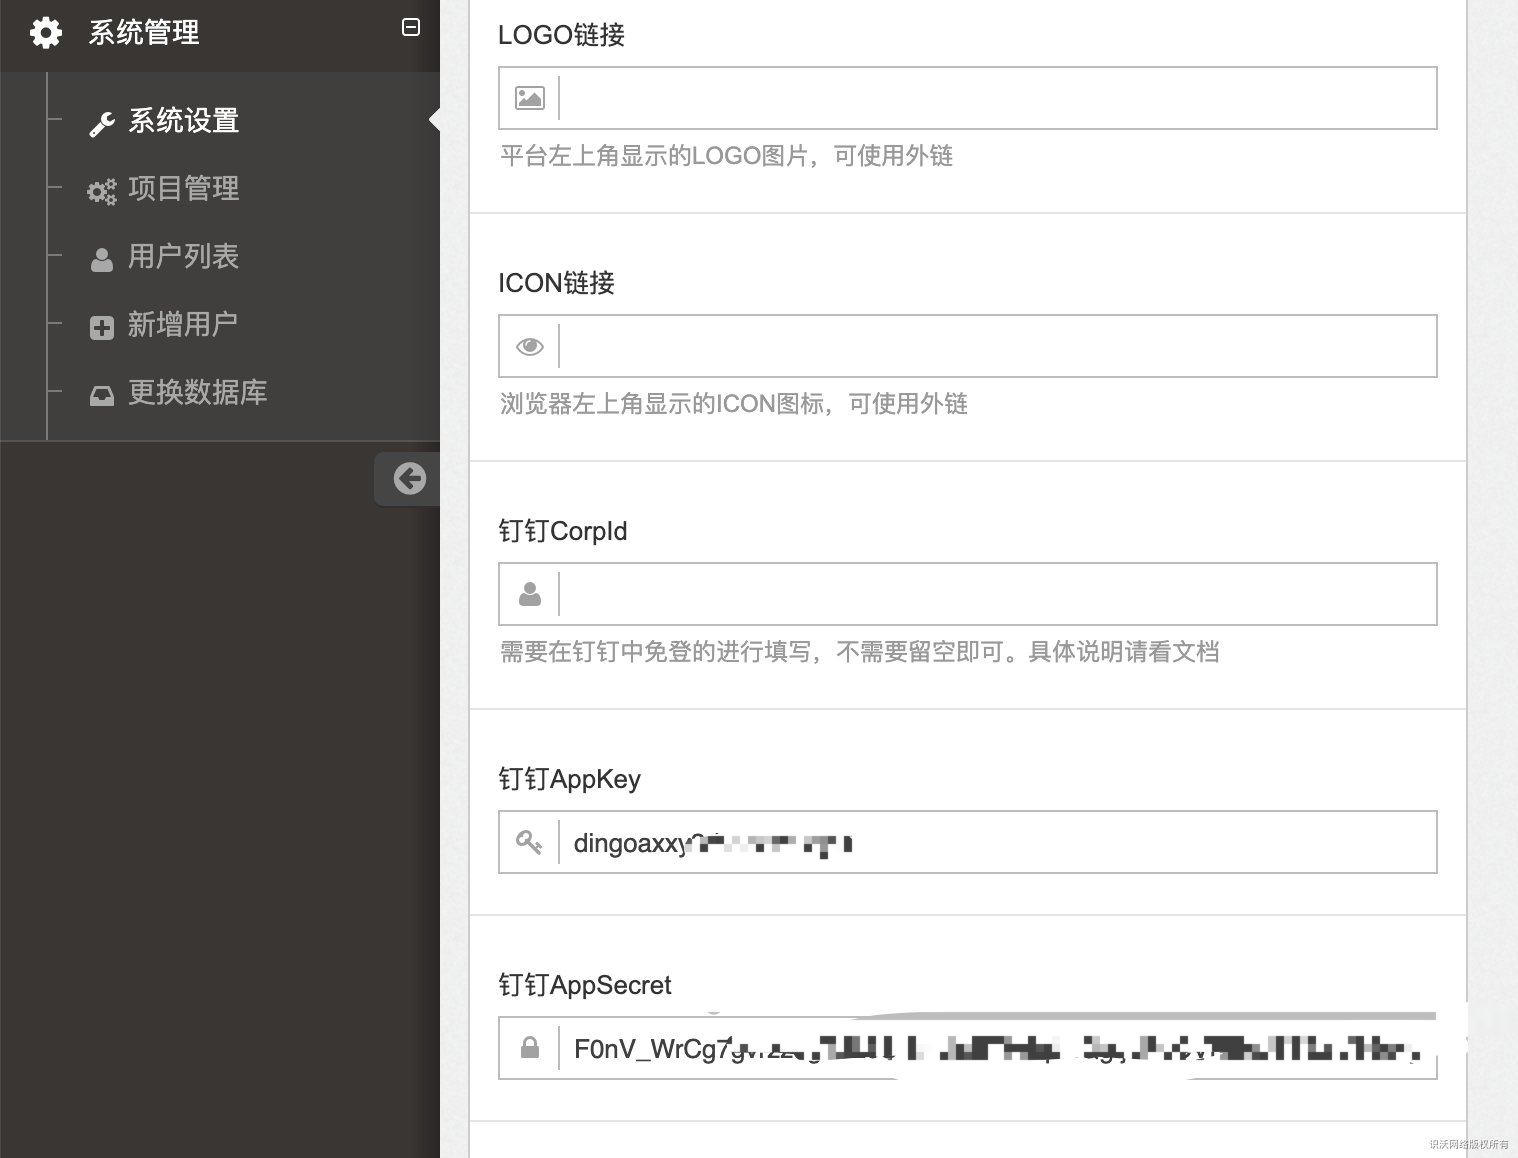 系统管理
系统设置
项目管理
用户列表
新增用户
更换数据库
LOGO链接
平台左上角显示的LOGO图片，可使用外链
ICON链接
浏览器左上角显示的ICON图标，可使用外链
钉钉CorpId
需要在钉钉中免登的进行填写，不需要留空即可。具体说明请看文档
钉钉AppKey
dingoaxxy
钉钉AppSecret
F0nV_WrCg7
识沃网络版权所有